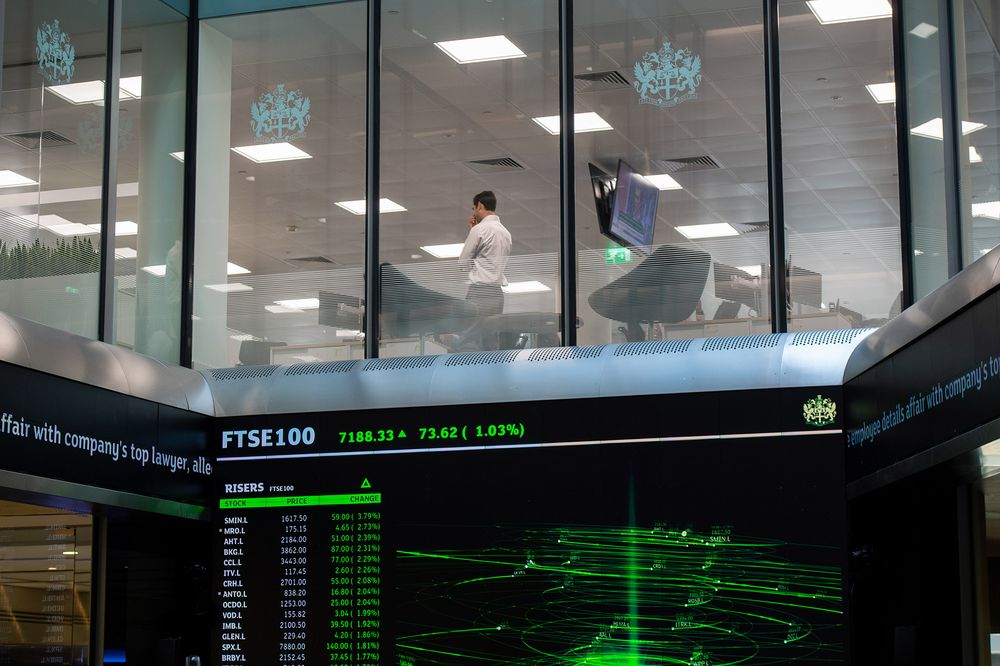 affair with company's top lawyer, alle
employee details affair with company's to
FTSE100 7188.33 73.62 ( 1.03%)
RISERS FTSE100
STOCK PRICE CHANGE
SMIN.L 1617.50 59.00 ( 3.79%)
MRO.L 175.15 4.65 ( 2.73%)
AHT.L 2184.00 51.00 ( 2.39%)
BKG.L 3862.00 87.00 ( 2.31%)
CCL.L 3443.00 77.00 ( 2.29%)
ITV.L 117.45 2.60 ( 2.26%)
CRH.L 2701.00 55.00 ( 2.08%)
ANTO.L 838.20 16.80 ( 2.04%)
OCDO.L 1253.00 25.00 ( 2.04%)
VOD.L 155.82 3.04 ( 1.99%)
IMB.L 2100.50 39.50 ( 1.92%)
GLEN.L 229.40 4.20 ( 1.86%)
SPX.L 7880.00 140.00 ( 1.81%)
BRBY.L 2152.45 37.45 ( 1.77%)
1617.50
SMIN.L